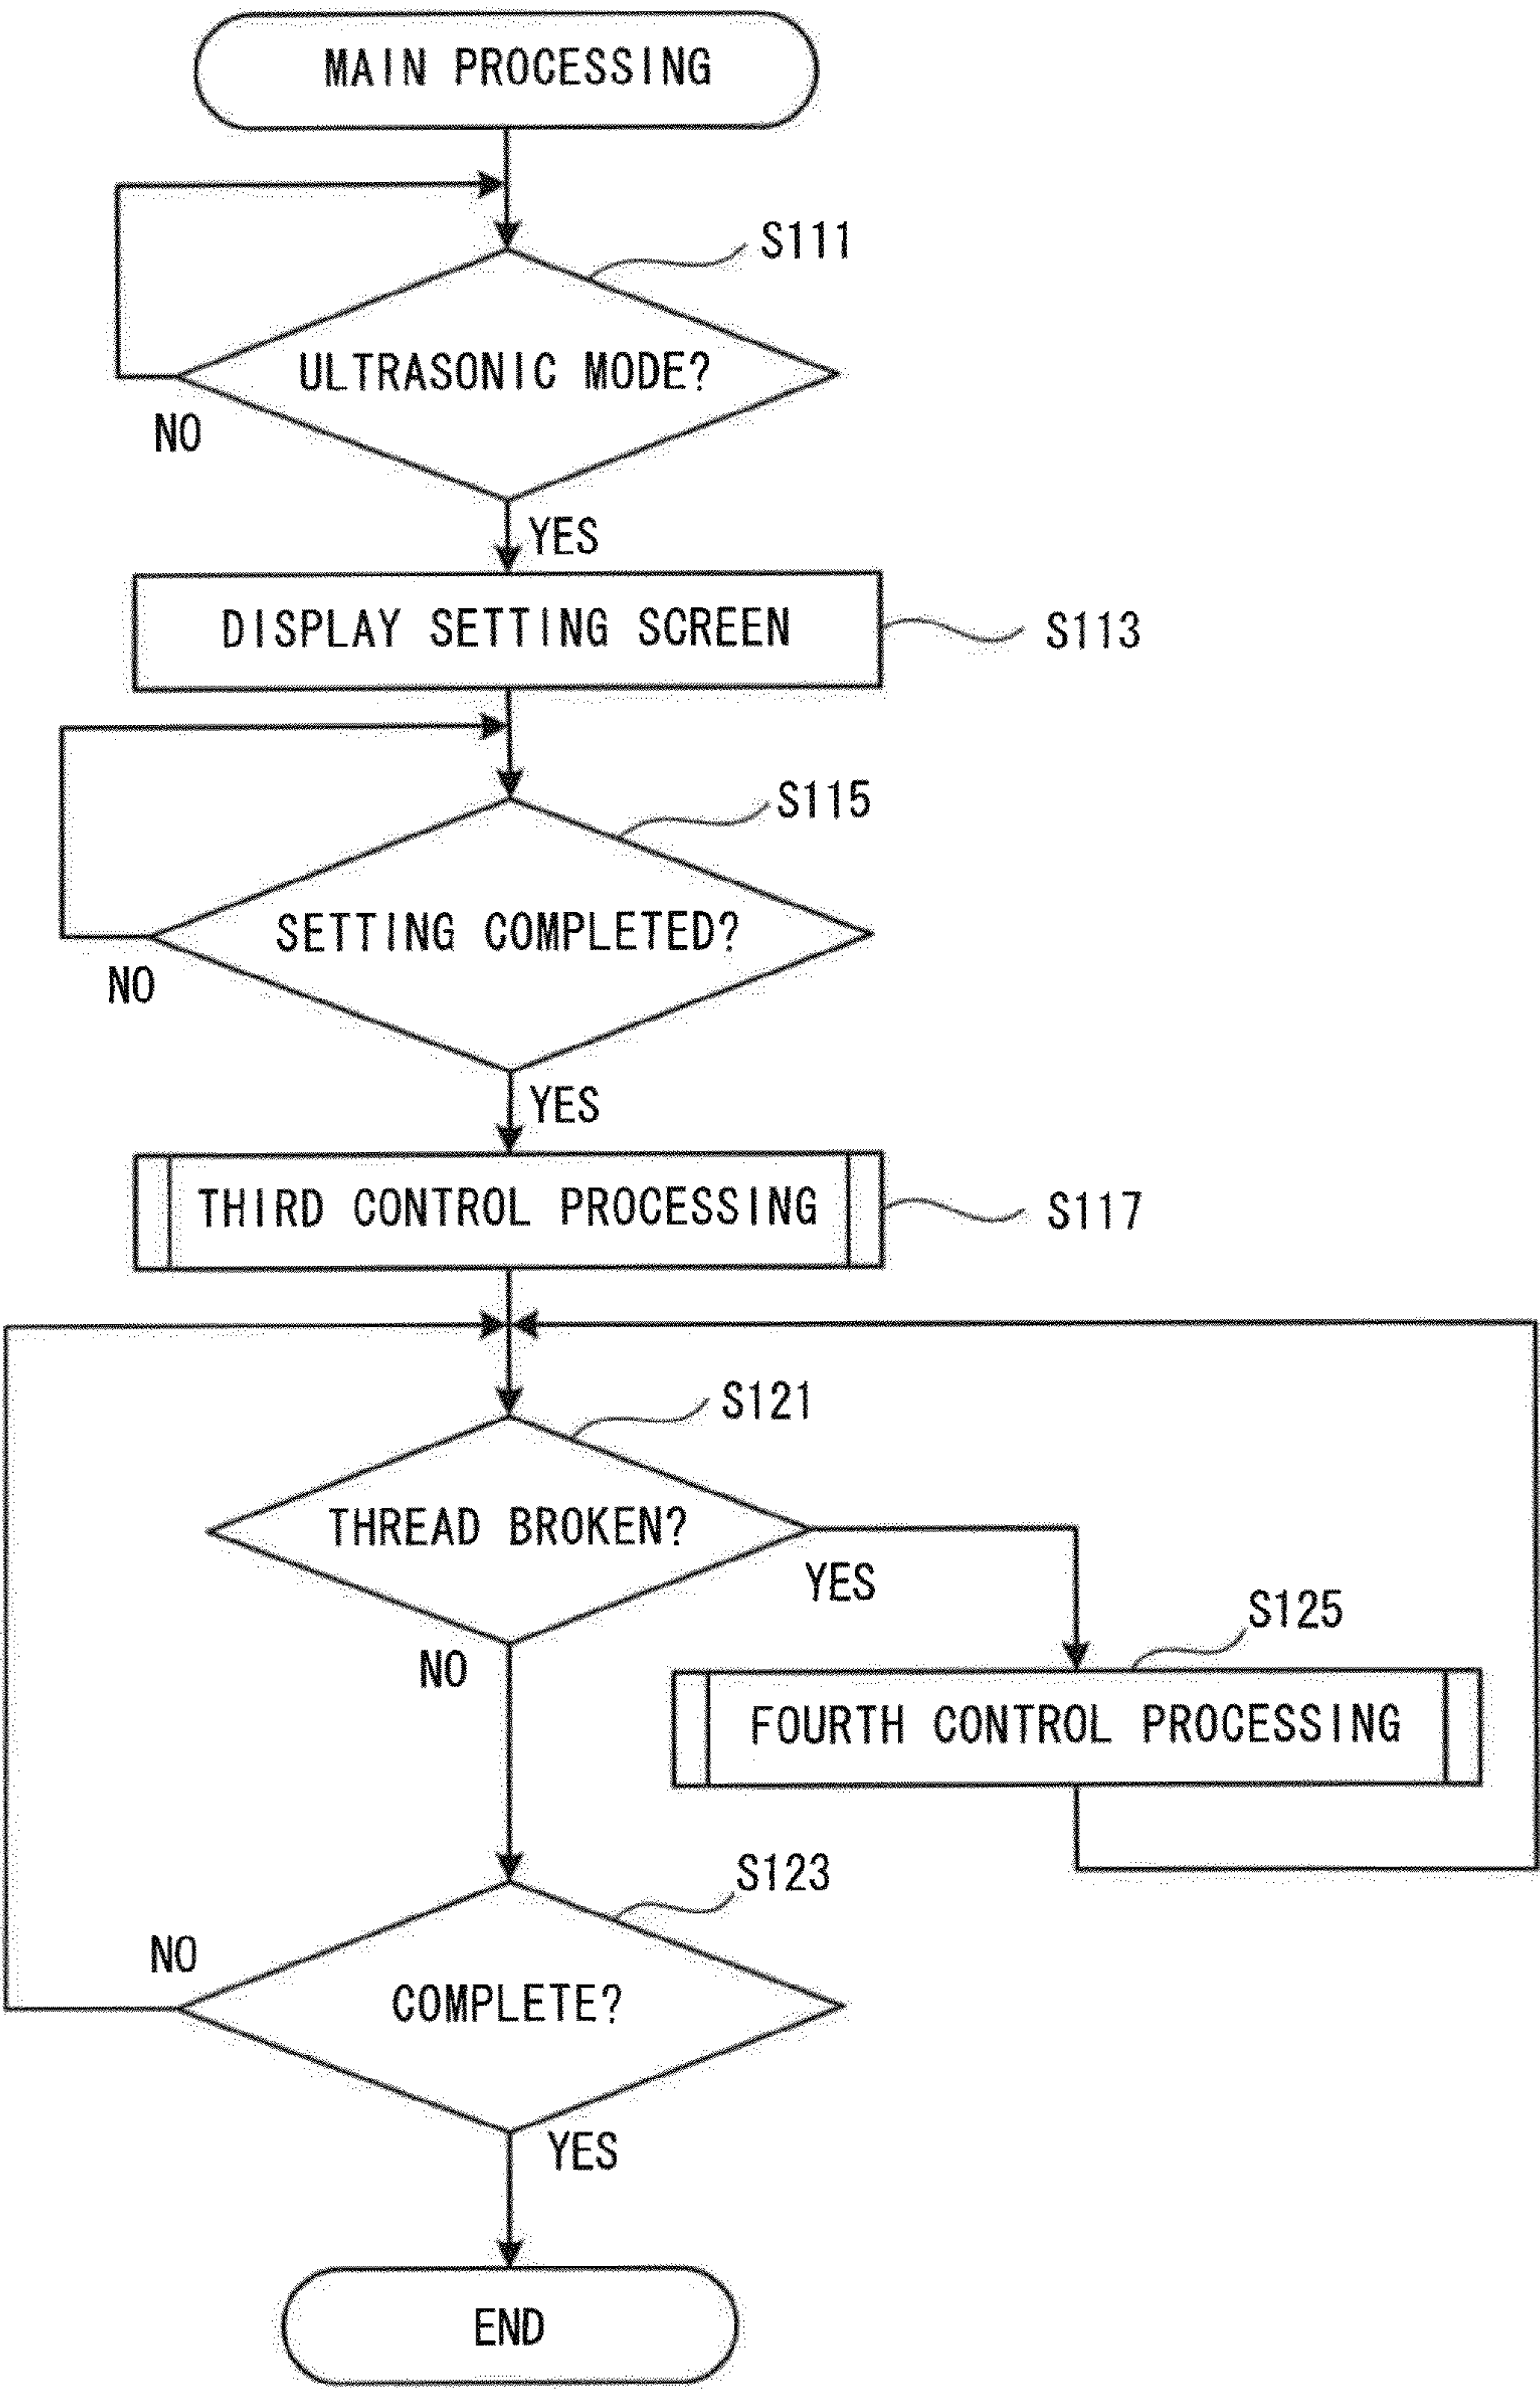 MAIN PROCESSING
S111
ULTRASONIC MODE?
NO
YES
DISPLAY SETTING SCREEN
S113
S115
SETTING COMPLETED?
NO
YES
THIRD CONTROL PROCESSING
S117
S121
THREAD BROKEN?
YES
NO
S125
FOURTH CONTROL PROCESSING
S123
NO
COMPLETE?
YES
END